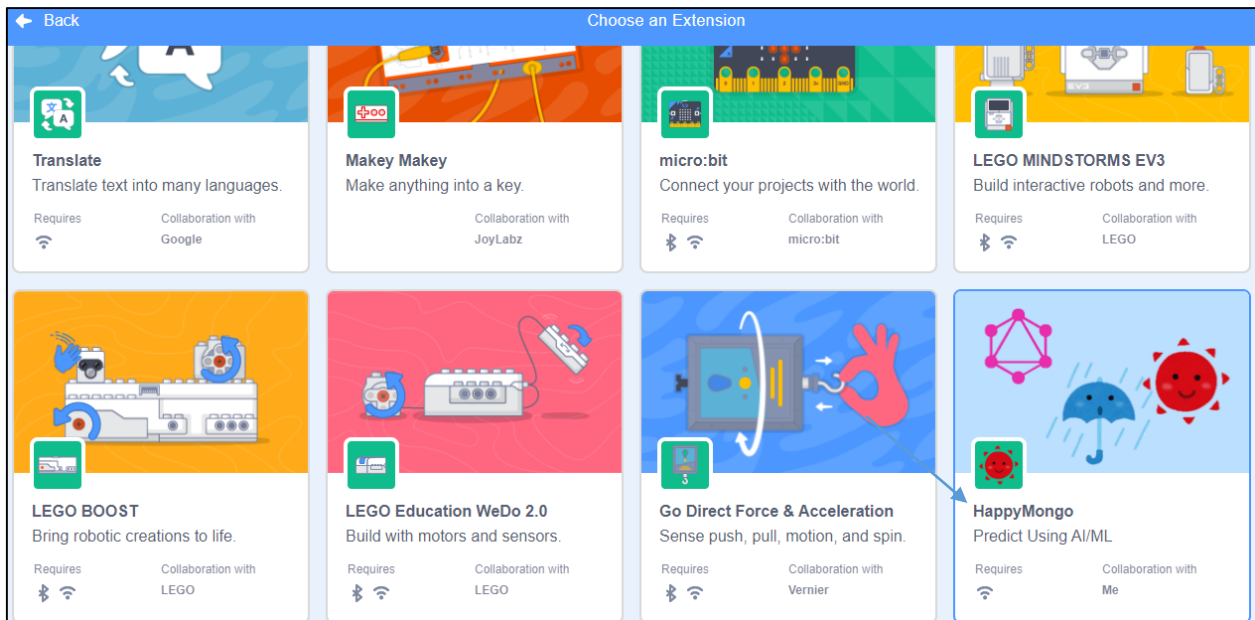 Back
Choose an Extension
A
EV3
A
Translate
Translate text into many languages.
Requires
Collaboration with
Google
Makey Makey
Make anything into a key.
Collaboration with
JoyLabz
micro:bit
Connect your projects with the world.
Requires
Collaboration with
micro:bit
LEGO MINDSTORMS EV3
Build interactive robots and more.
Requires
Collaboration with
LEGO
LEGO BOOST
Bring robotic creations to life.
Requires
Collaboration with
LEGO
LEGO Education WeDo 2.0
Build with motors and sensors.
Requires
Collaboration with
LEGO
Go Direct Force & Acceleration
Sense push, pull, motion, and spin.
Requires
Collaboration with
Vernier
HappyMongo
Predict Using AI/ML
Requires
Collaboration with
Me